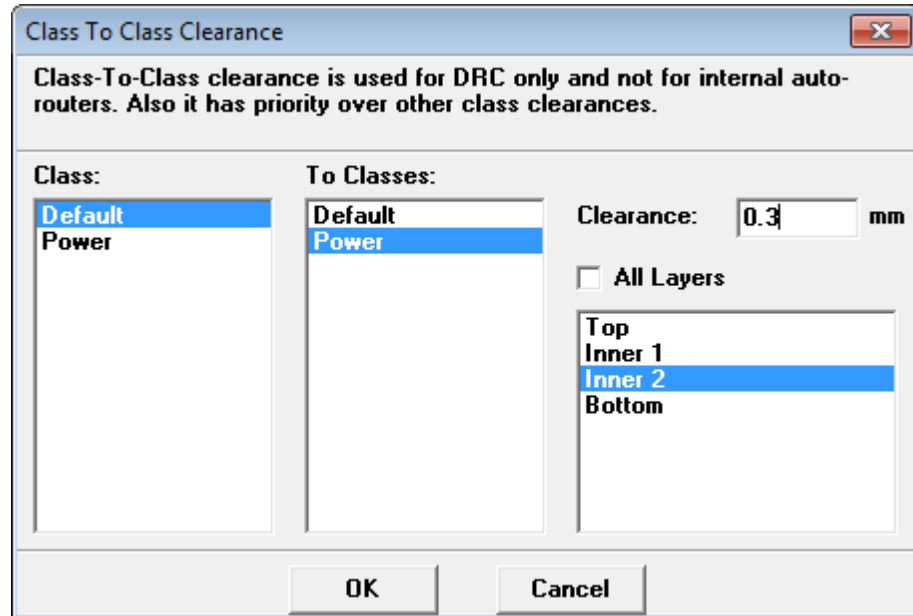 Class To Class Clearance
Class-To-Class clearance is used for DRC only and not for internal auto-
routers. Also it has priority over other class clearances.
Class:
Default
Power
To Classes:
Default
Power
Clearance: 0.3 mm
All Layers
Top
Inner 1
Inner 2
Bottom
OK
Cancel